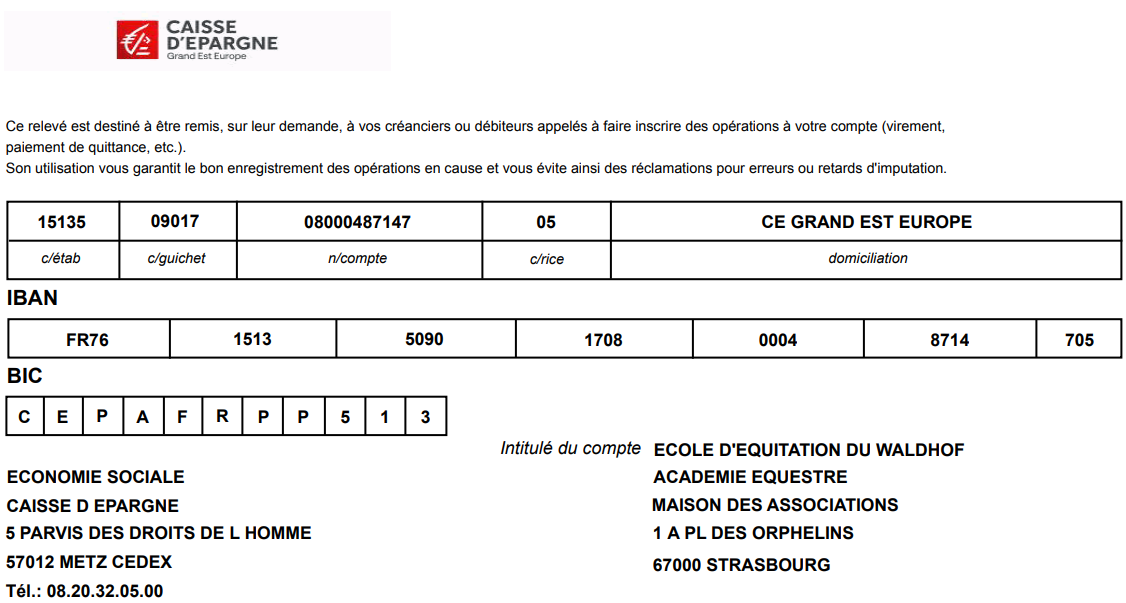 CAISSE
D'EPARGNE
Grand Est Europe
Ce relevé est destiné à être remis, sur leur demande, à vos créanciers ou débiteurs appelés à faire inscrire des opérations à votre compte (virement,
paiement de quittance, etc.).
Son utilisation vous garantit le bon enregistrement des opérations en cause et vous évite ainsi des réclamations pour erreurs ou retards d'imputation.
15135 09017 08000487147 05 CE GRAND EST EUROPE
c/étab c/guichet n/compte c/rice domiciliation
IBAN
FR76 1513 5090 1708 0004 8714 705
BIC
C E P A F R P P 5 1 3
Intitulé du compte ECOLE D'EQUITATION DU WALDHOF
ACADEMIE EQUESTRE
MAISON DES ASSOCIATIONS
1 A PL DES ORPHELINS
67000 STRASBOURG
ECONOMIE SOCIALE
CAISSE D EPARGNE
5 PARVIS DES DROITS DE L HOMME
57012 METZ CEDEX
Tél.: 08.20.32.05.00